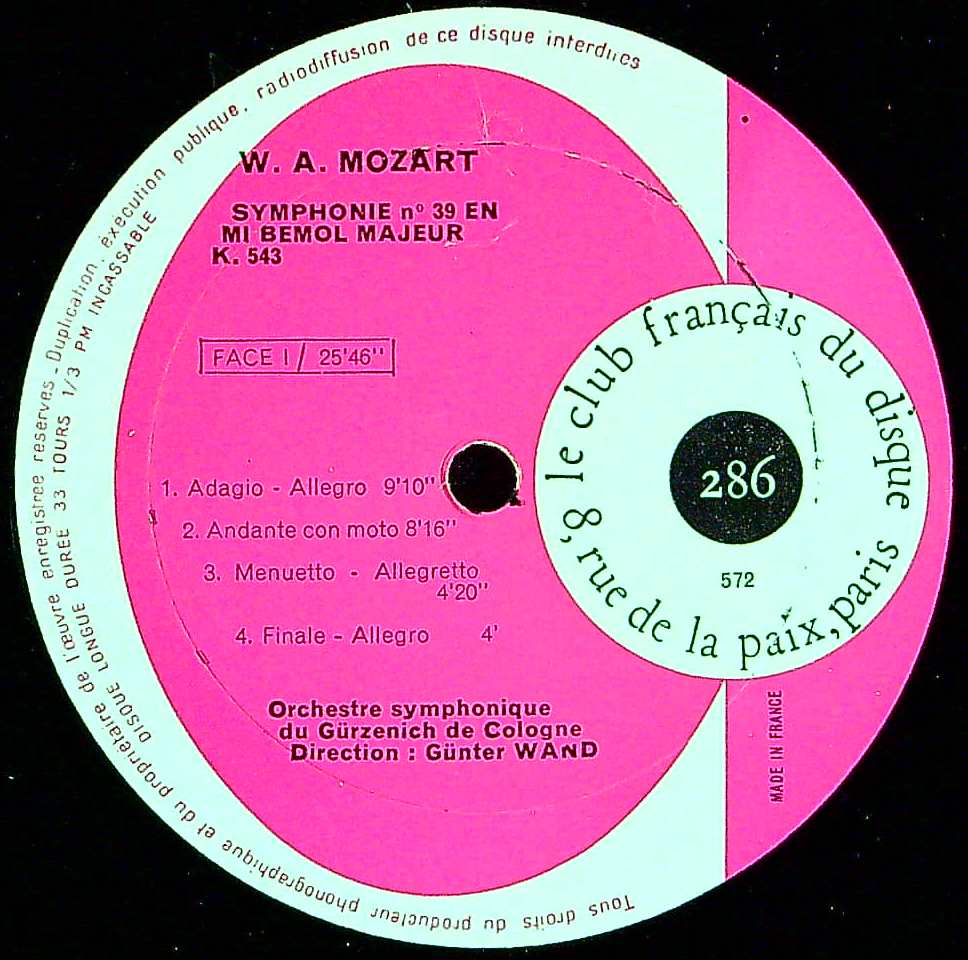 W. A. MOZART
SYMPHONIE nº 39 EN
MI BEMOL MAJEUR
K. 543
FACE I / 25'46"
1. Adagio - Allegro 9'10"
2. Andante con moto 8'16"
3. Menuetto - Allegretto
4'20"
4. Finale - Allegro 4'
Orchestre symphonique
du Gürzenich de Cologne
Direction : Günter WAND
le club français du disque
8, rue de la paix, paris
286
572
MADE IN FRANCE
Tous droits du producteur phonographique et du propriétaire de l'œuvre enregistrée réservés - Duplication, éxécution publique, radiodiffusion de ce disque interdites
DISQUE LONGUE DURÉE 33 TOURS 1/3 PM INCASSABLE